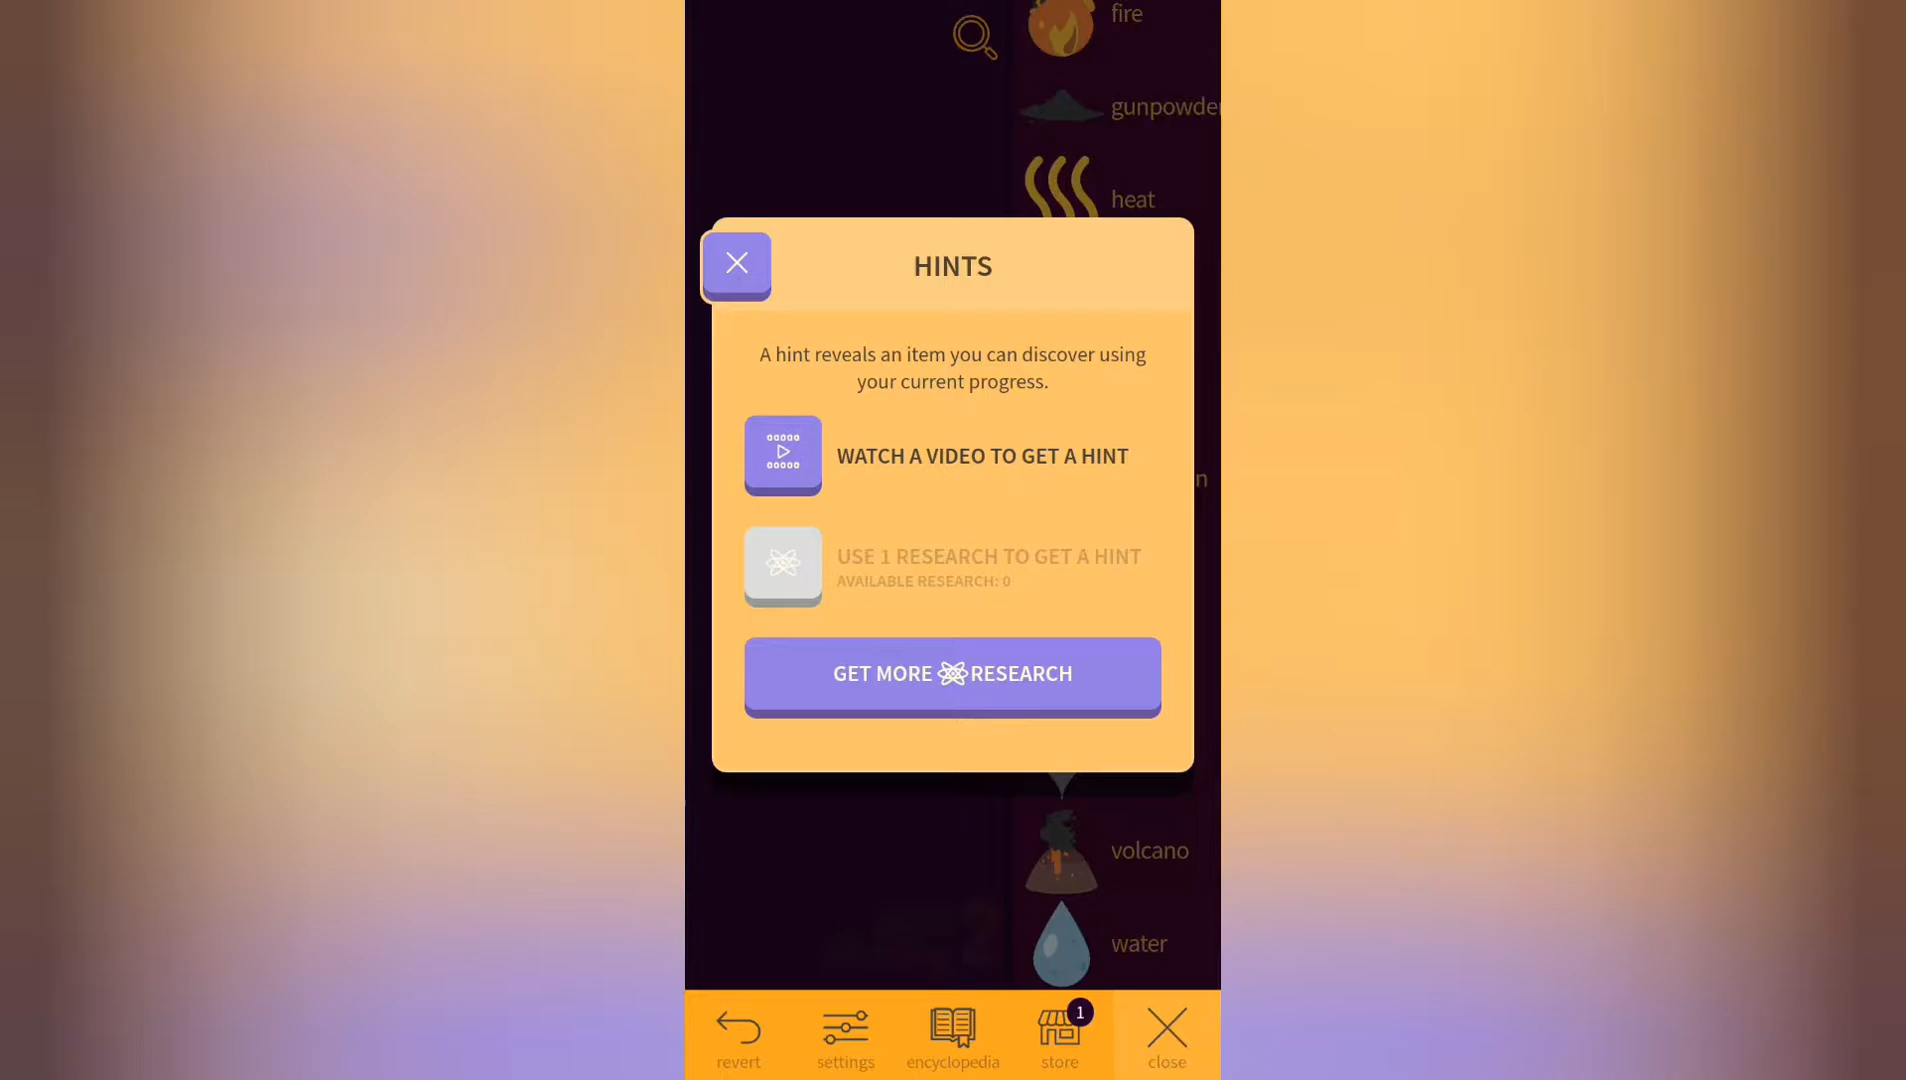 fire
gunpowder
heat
HINTS
A hint reveals an item you can discover using
your current progress.
WATCH A VIDEO TO GET A HINT
n
USE 1 RESEARCH TO GET A HINT
AVAILABLE RESEARCH: 0
GET MORE RESEARCH
volcano
water
1
revert
settings
encyclopedia
store
close